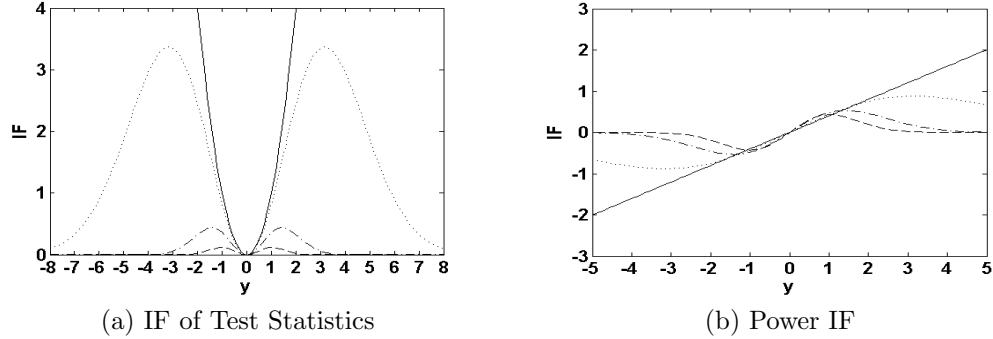 4
3
2
1
0
IF
-8 -7 -6 -5 -4 -3 -2 -1 0 1 2 3 4 5 6 7 8
y
(a) IF of Test Statistics
3
2
1
0
-1
-2
-3
IF
-5 -4 -3 -2 -1 0 1 2 3 4 5
y
(b) Power IF